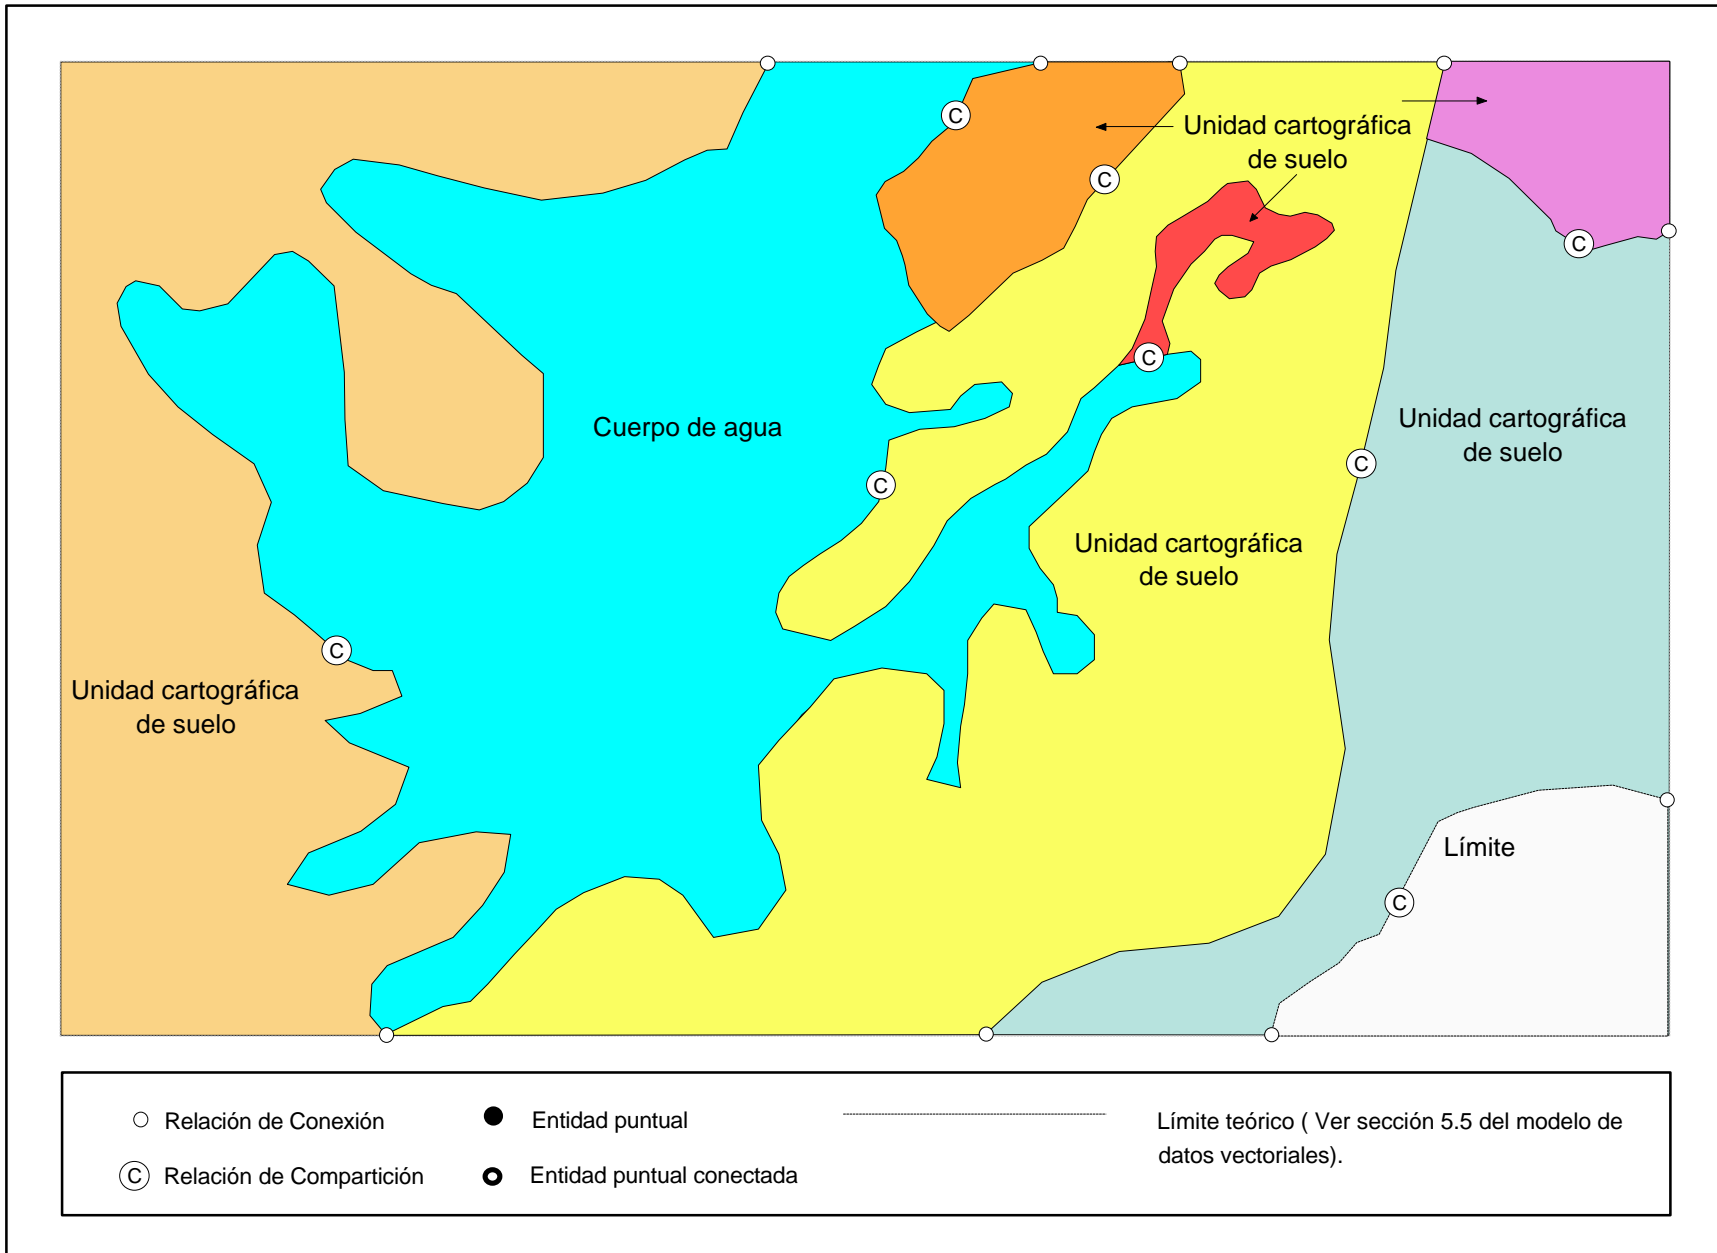 C
Unidad cartográfica
de suelo
C
C
C
Unidad cartográfica
de suelo
Cuerpo de agua
C
C
Unidad cartográfica
de suelo
C
Unidad cartográfica
de suelo
Límite
C
○ Relación de Conexión
● Entidad puntual
Límite teórico ( Ver sección 5.5 del modelo de
datos vectoriales).
C Relación de Compartición
Entidad puntual conectada